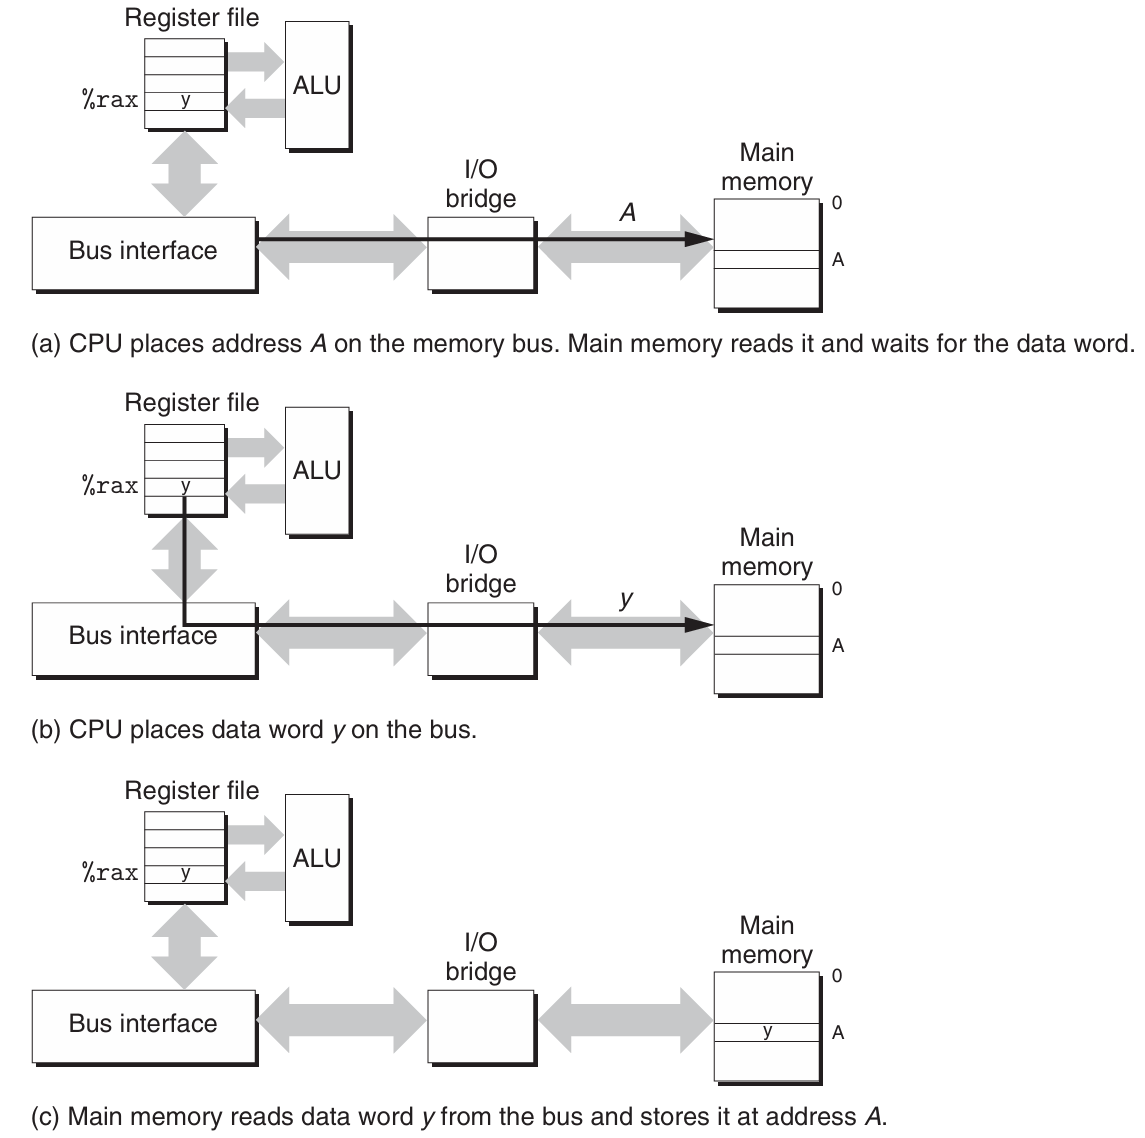 Register file
ALU
%rax
y
I/O
bridge
Main
memory
0
A
A
Bus interface
(a) CPU places address A on the memory bus. Main memory reads it and waits for the data word.
Register file
ALU
%rax
y
I/O
bridge
Main
memory
0
y
A
Bus interface
(b) CPU places data word y on the bus.
Register file
ALU
%rax
y
I/O
bridge
Main
memory
0
Bus interface
y
A
(c) Main memory reads data word y from the bus and stores it at address A.